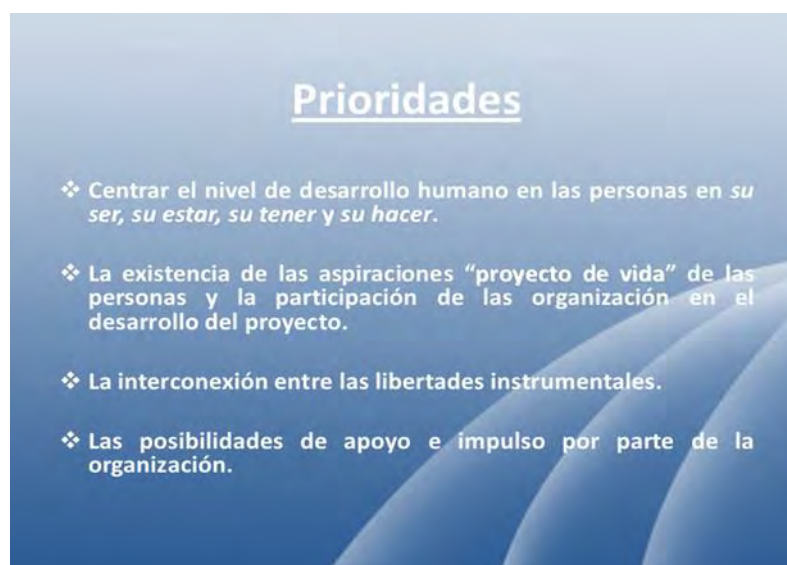 Prioridades
❖ Centrar el nivel de desarrollo humano en las personas en su
ser, su estar, su tener y su hacer.
❖ La existencia de las aspiraciones “proyecto de vida” de las
personas y la participación de las organización en el
desarrollo del proyecto.
❖ La interconexión entre las libertades instrumentales.
❖ Las posibilidades de apoyo e impulso por parte de la
organización.